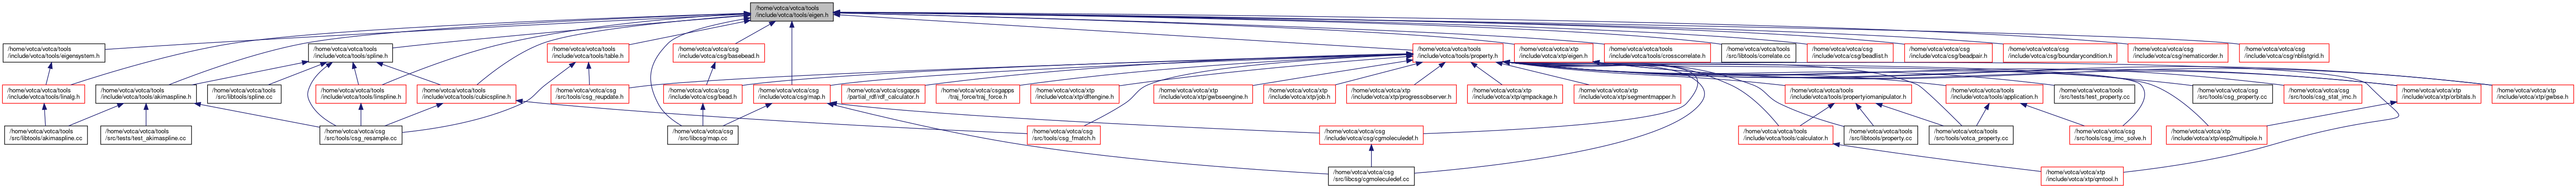 /home/votca/votca/tools
/include/votca/tools/eigen.h
/home/votca/votca/tools
/include/votca/tools/eigensystem.h
/home/votca/votca/tools
/include/votca/tools/spline.h
/home/votca/votca/tools
/include/votca/tools/table.h
/home/votca/votca/csg
/include/votca/csg/basebead.h
/home/votca/votca/tools
/include/votca/tools/property.h
/home/votca/votca/xtp
/include/votca/xtp/eigen.h
/home/votca/votca/tools
/include/votca/tools/crosscorrelate.h
/home/votca/votca/tools
/src/libtools/correlate.cc
/home/votca/votca/csg
/include/votca/csg/beadlist.h
/home/votca/votca/csg
/include/votca/csg/beadpair.h
/home/votca/votca/csg
/include/votca/csg/boundarycondition.h
/home/votca/votca/csg
/include/votca/csg/nematicorder.h
/home/votca/votca/csg
/include/votca/csg/nblistgrid.h
/home/votca/votca/tools
/include/votca/tools/linalg.h
/home/votca/votca/tools
/include/votca/tools/akimaspline.h
/home/votca/votca/tools
/src/libtools/spline.cc
/home/votca/votca/tools
/include/votca/tools/linspline.h
/home/votca/votca/tools
/include/votca/tools/cubicspline.h
/home/votca/votca/csg
/src/tools/csg_reupdate.h
/home/votca/votca/csg
/include/votca/csg/bead.h
/home/votca/votca/csg
/include/votca/csg/map.h
/home/votca/votca/csgapps
/partial_rdf/rdf_calculator.h
/home/votca/votca/csgapps
/traj_force/traj_force.h
/home/votca/votca/xtp
/include/votca/xtp/dftengine.h
/home/votca/votca/xtp
/include/votca/xtp/gwbseengine.h
/home/votca/votca/xtp
/include/votca/xtp/job.h
/home/votca/votca/xtp
/include/votca/xtp/progressobserver.h
/home/votca/votca/xtp
/include/votca/xtp/qmpackage.h
/home/votca/votca/xtp
/include/votca/xtp/segmentmapper.h
/home/votca/votca/tools
/include/votca/tools/propertyiomanipulator.h
/home/votca/votca/tools
/include/votca/tools/application.h
/home/votca/votca/tools
/src/tests/test_property.cc
/home/votca/votca/csg
/src/tools/csg_property.cc
/home/votca/votca/csg
/src/tools/csg_stat_imc.h
/home/votca/votca/xtp
/include/votca/xtp/orbitals.h
/home/votca/votca/xtp
/include/votca/xtp/gwbse.h
/home/votca/votca/tools
/src/libtools/akimaspline.cc
/home/votca/votca/tools
/src/tests/test_akimaspline.cc
/home/votca/votca/csg
/src/tools/csg_resample.cc
/home/votca/votca/csg
/src/libcsg/map.cc
/home/votca/votca/csg
/src/tools/csg_fmatch.h
/home/votca/votca/csg
/include/votca/csg/cgmoleculedef.h
/home/votca/votca/tools
/include/votca/tools/calculator.h
/home/votca/votca/tools
/src/libtools/property.cc
/home/votca/votca/tools
/src/tools/votca_property.cc
/home/votca/votca/csg
/src/tools/csg_imc_solve.h
/home/votca/votca/xtp
/include/votca/xtp/esp2multipole.h
/home/votca/votca/csg
/src/libcsg/cgmoleculedef.cc
/home/votca/votca/xtp
/include/votca/xtp/qmtool.h